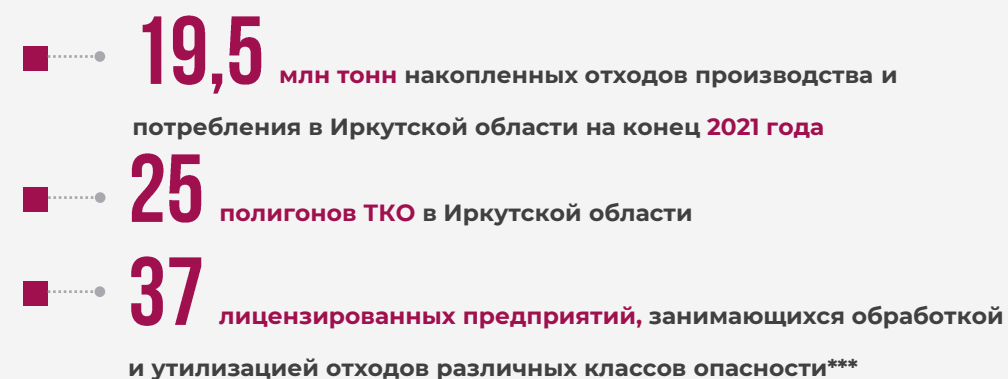 19,5 млн тонн накопленных отходов производства и
потребления в Иркутской области на конец 2021 года
25 полигонов ТКО в Иркутской области
37 лицензированных предприятий, занимающихся обработкой
и утилизацией отходов различных классов опасности***